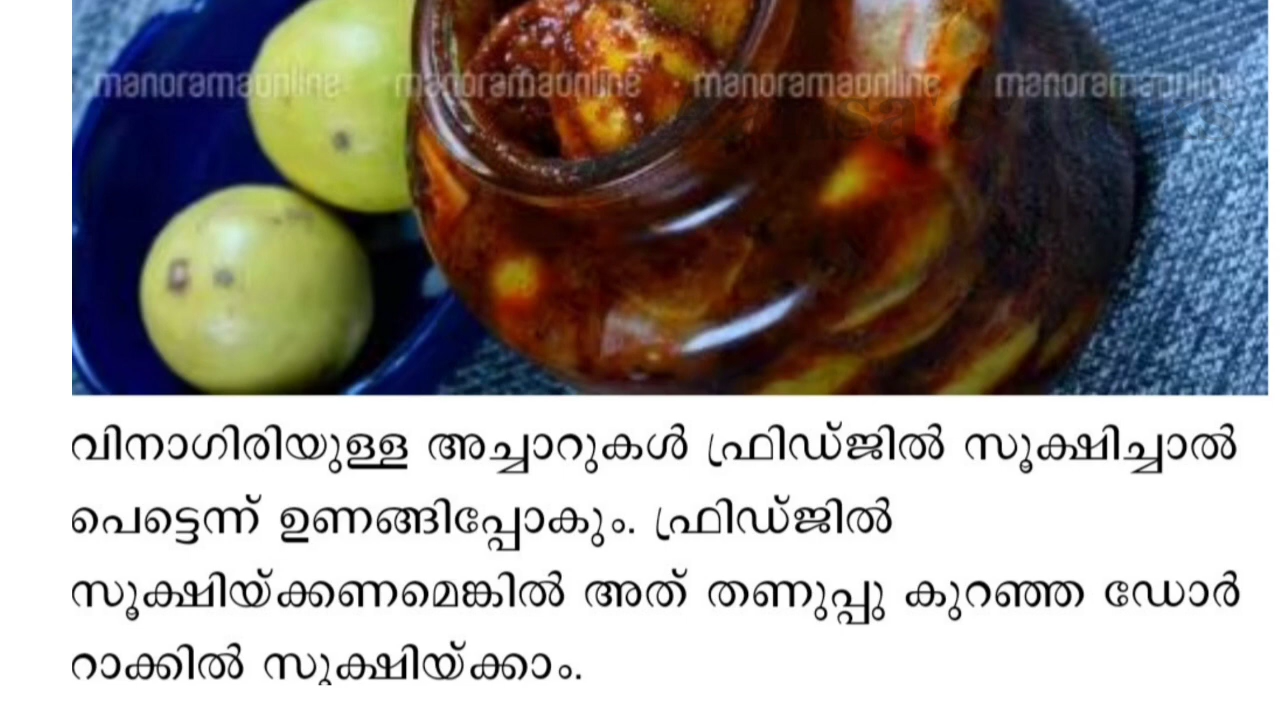 manoramaonline manoramaonline manoramaonline manoramaonline
വിനാഗിരിയുള്ള അച്ചാറുകൾ ഫ്രിഡ്ജിൽ സൂക്ഷിച്ചാൽ
പെട്ടെന്ന് ഉണങ്ങിപ്പോകും. ഫ്രിഡ്ജിൽ
സൂക്ഷിയ്ക്കണമെങ്കിൽ അത് തണുപ്പു കുറഞ്ഞ ഡോർ
റാക്കിൽ സൂക്ഷിയ്ക്കാം.